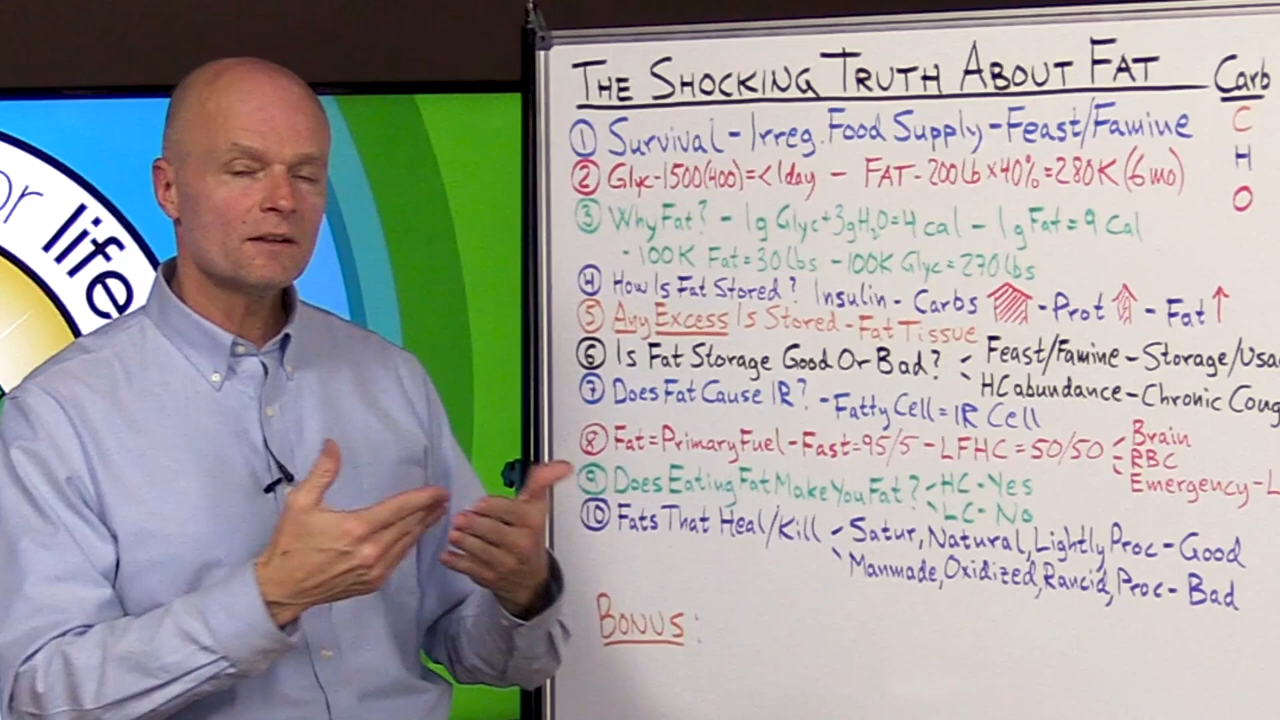 or life
THE SHOCKING TRUTH ABOUT FAT
Carb
C
H
O
① Survival - Irreg. Food Supply - Feast/Famine
② Glyc - 1500(400) = <1day - FAT - 200Lb x 40% = 280K (6mo)
③ Why Fat? - 1g Glyc + 3g H2O = 4 cal - 1g Fat = 9 Cal
- 100K Fat = 30Lbs - 100K Glyc = 270lbs
④ How Is Fat Stored? Insulin - Carbs ⇑ - Prot ⇑ - Fat ↑
⑤ Any Excess Is Stored - Fat Tissue
⑥ Is Fat Storage Good Or Bad? - Feast/Famine - Storage/Usa
- HC abundance - Chronic Coug
⑦ Does Fat Cause IR? - Fatty Cell = IR Cell
⑧ Fat = Primary Fuel - Fast = 95/5 - LFHC = 50/50 - Brain
- RBC
- Emergency - L
⑨ Does Eating Fat Make You Fat? - HC - Yes
- LC - No
⑩ Fats That Heal/Kill - Satur, Natural, Lightly Proc - Good
- Manmade, Oxidized, Rancid, Proc - Bad
BONUS: